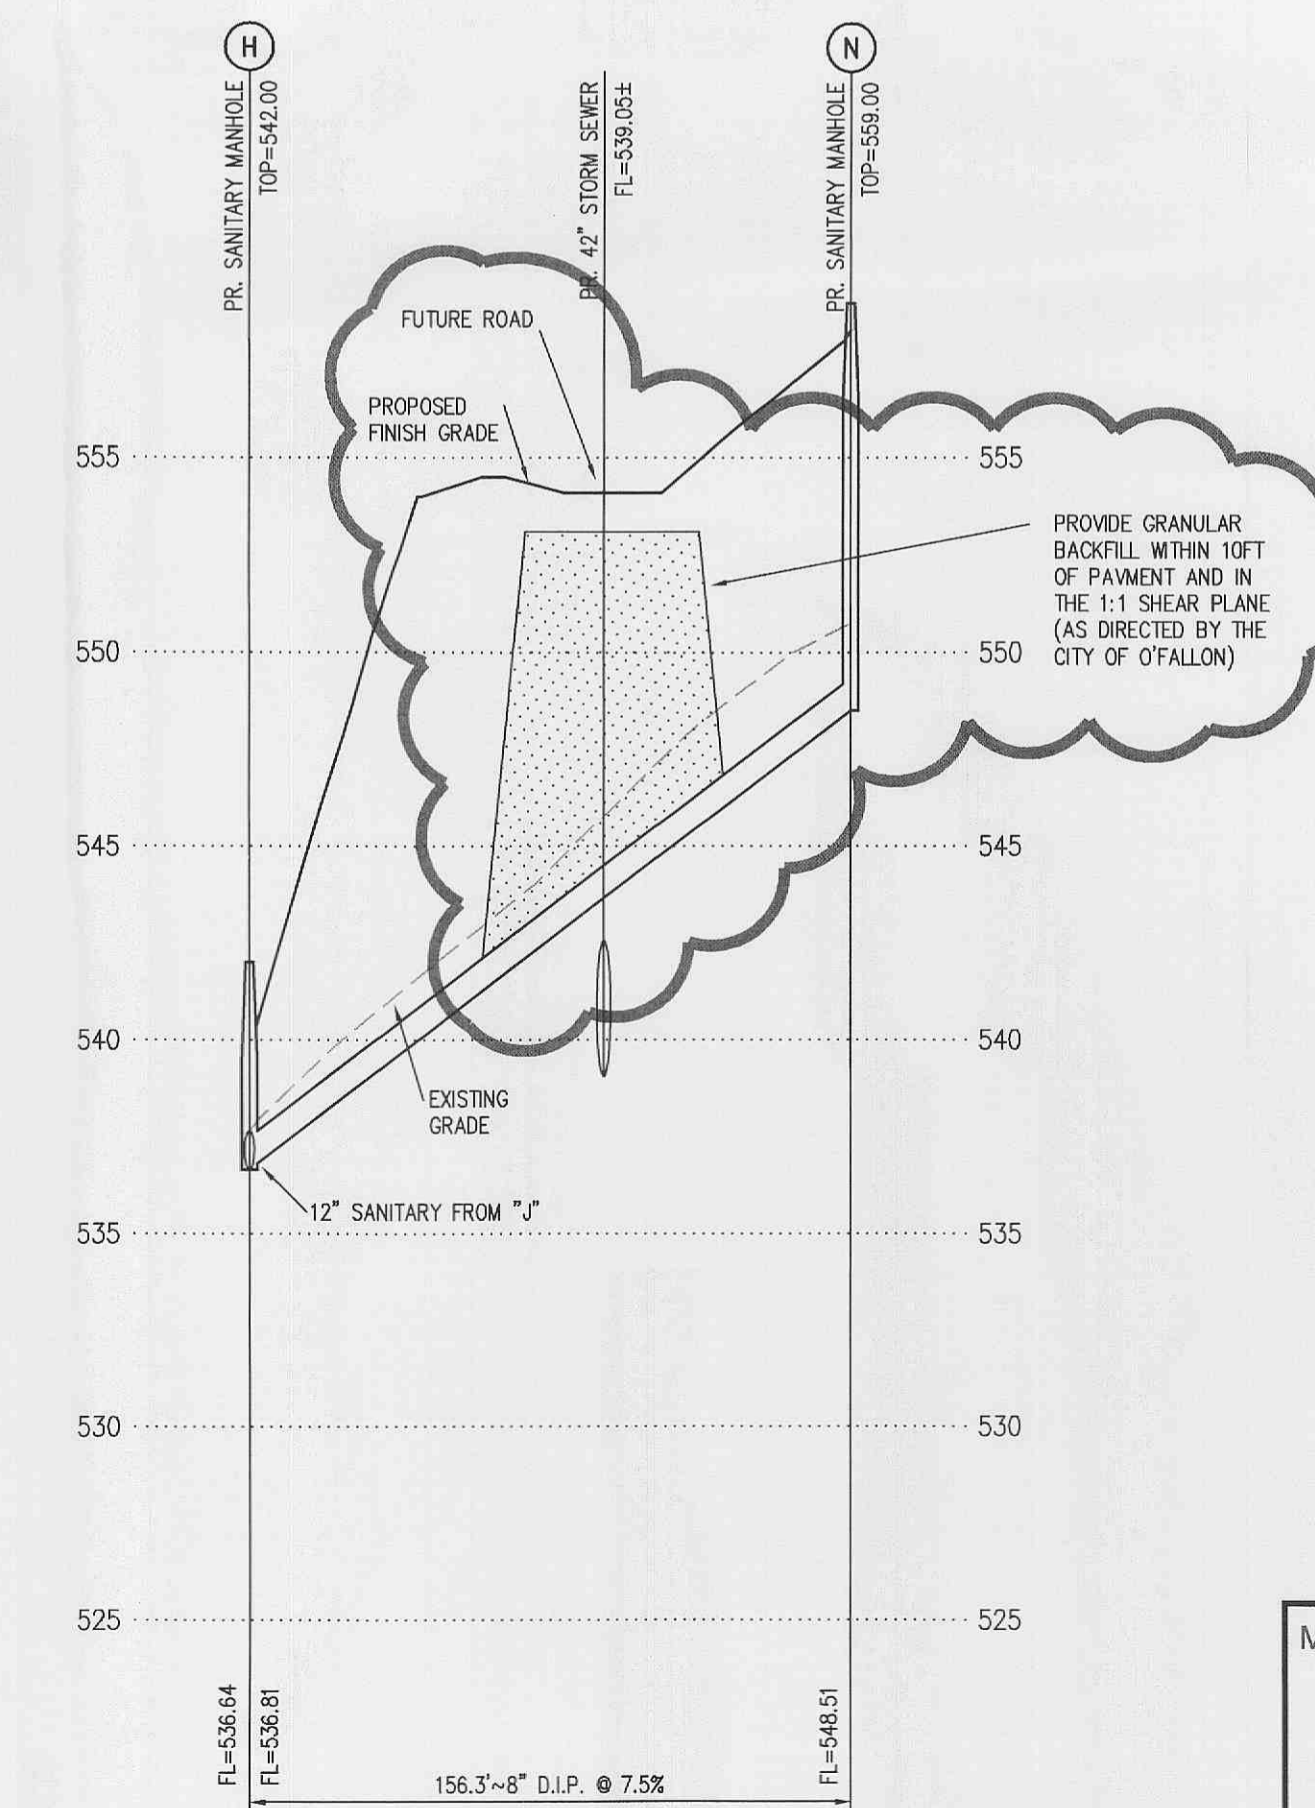 H
N
PR. SANITARY MANHOLE
TOP=542.00
PR. 42" STORM SEWER
FL=539.05±
PR. SANITARY MANHOLE
TOP=559.00
FUTURE ROAD
PROPOSED
FINISH GRADE
555
555
PROVIDE GRANULAR
BACKFILL WITHIN 10FT
OF PAVMENT AND IN
THE 1:1 SHEAR PLANE
(AS DIRECTED BY THE
CITY OF O'FALLON)
550
550
545
545
540
540
EXISTING
GRADE
12" SANITARY FROM "J"
535
535
530
530
525
525
M
FL=536.64
FL=536.81
FL=548.51
156.3'~8" D.I.P. @ 7.5%